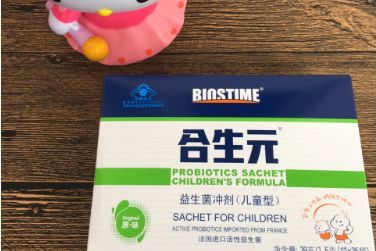 BIOSTIME®
合生元®
PROBIOTICS SACHET
CHILDREN'S FORMULA
益生菌冲剂(儿童型)
SACHET FOR CHILDREN
ACTIVE PROBIOTICS IMPORTED FROM FRANCE
法国进口活性益生菌
Original
原·味